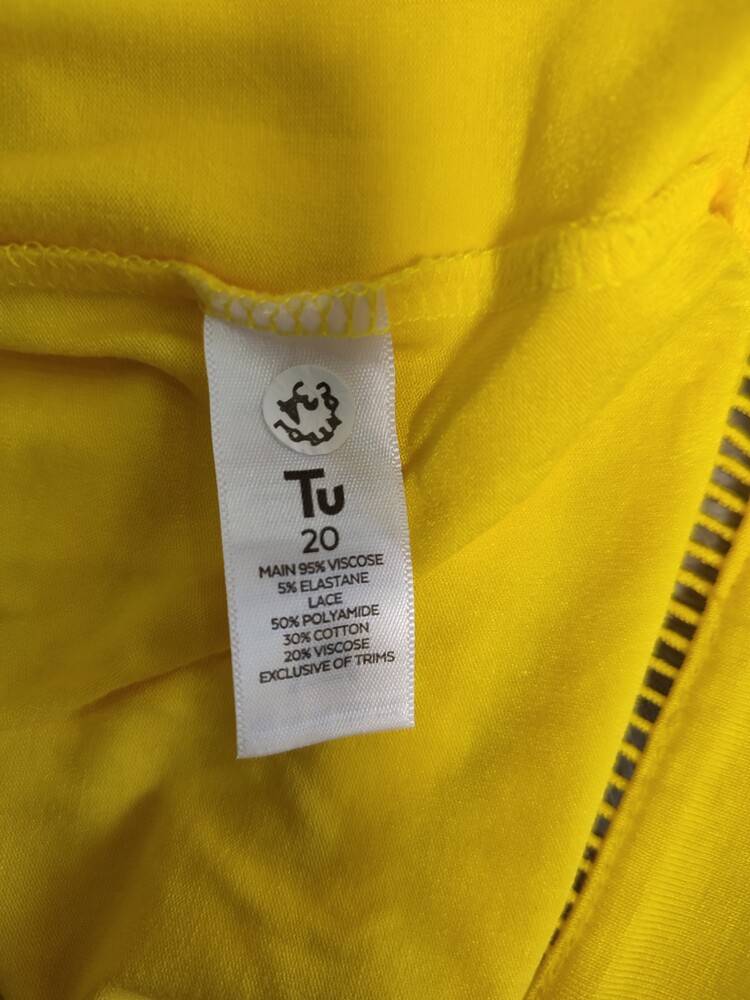 Tu
20
MAIN 95% VISCOSE
5% ELASTANE
LACE
50% POLYAMIDE
30% COTTON
20% VISCOSE
EXCLUSIVE OF TRIMS